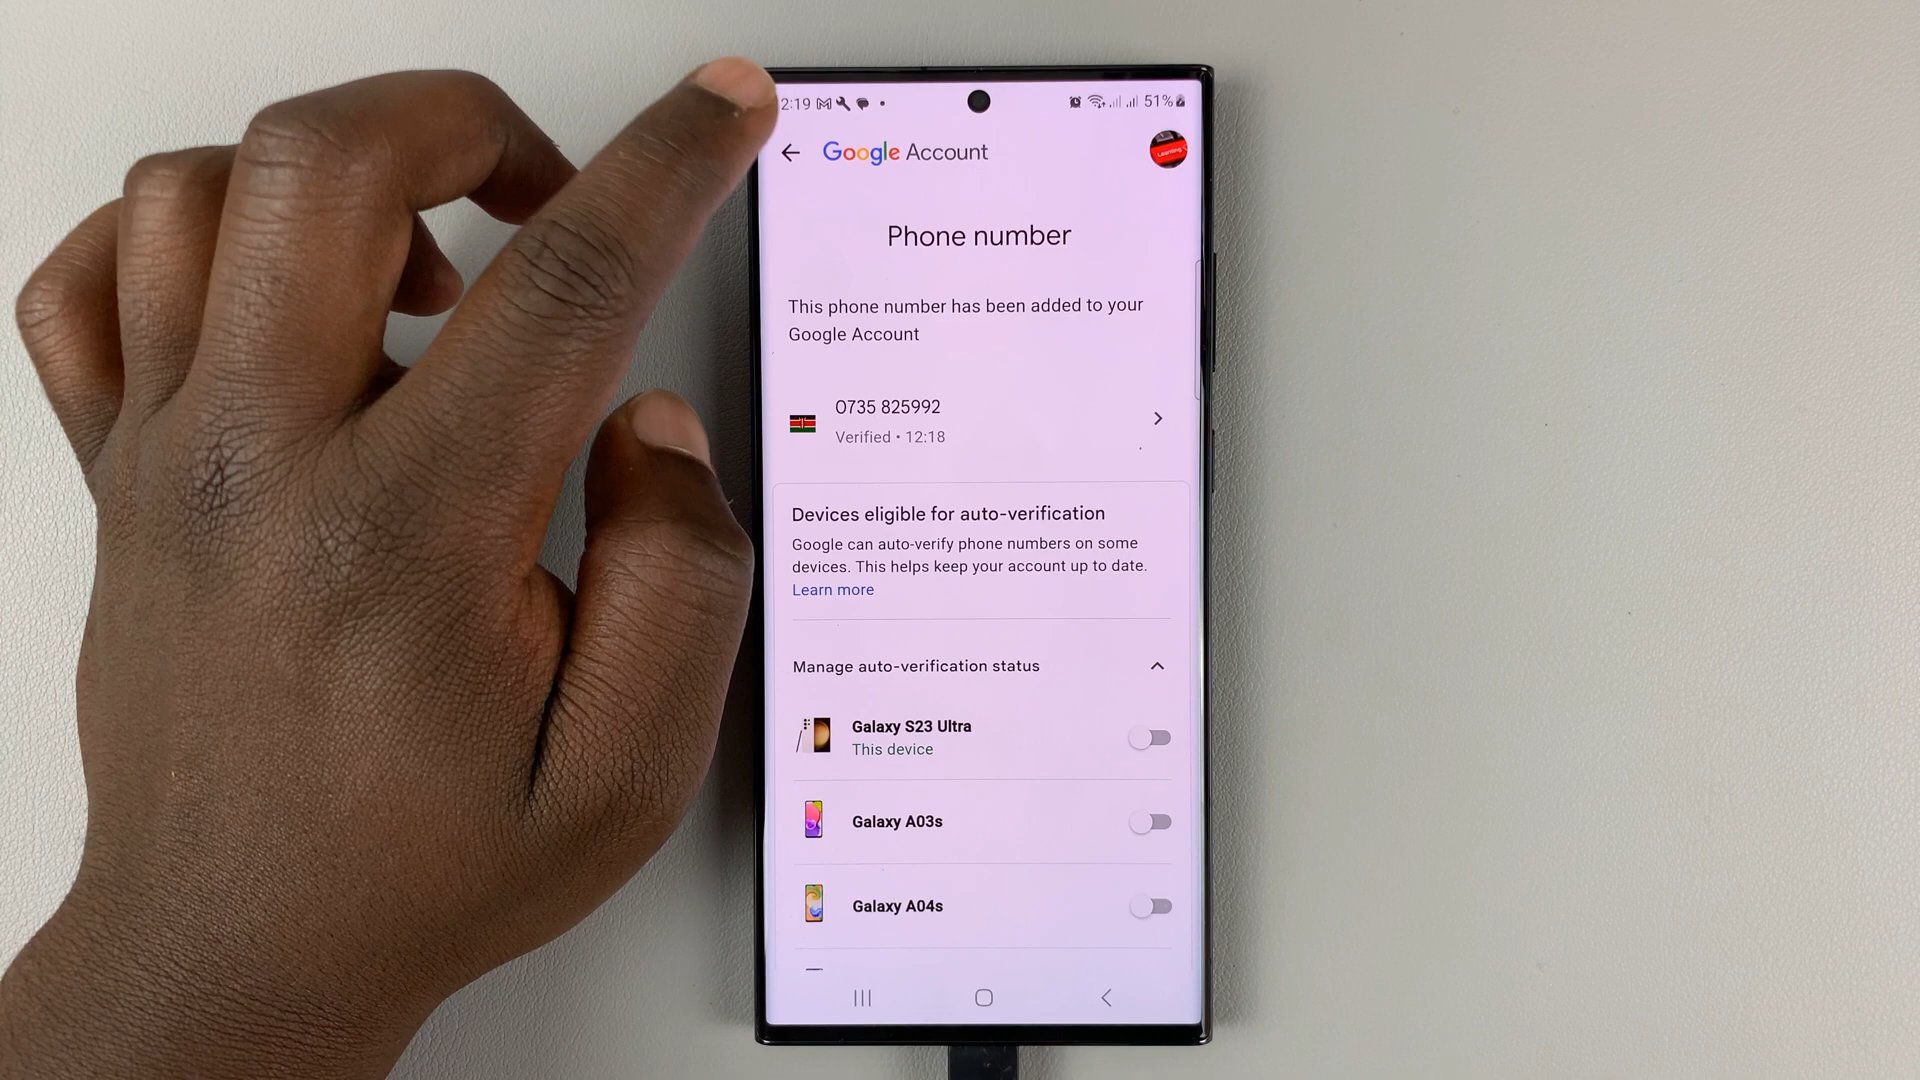 2:19 51%
Google Account
Phone number
This phone number has been added to your
Google Account
0735 825992
Verified • 12:18
Devices eligible for auto-verification
Google can auto-verify phone numbers on some
devices. This helps keep your account up to date.
Learn more
Manage auto-verification status
Galaxy S23 Ultra
This device
Galaxy A03s
Galaxy A04s